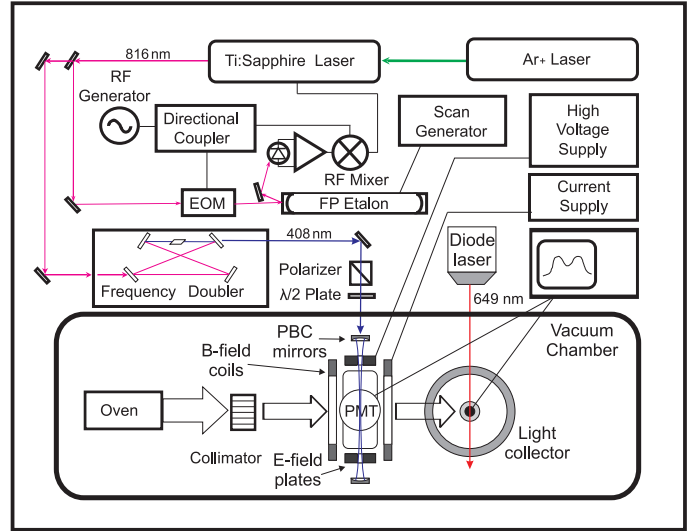 816 nm
Ti:Sapphire Laser
Ar+ Laser
RF
Generator
Directional
Coupler
Scan
Generator
High
Voltage
Supply
RF Mixer
EOM
FP Etalon
Current
Supply
408 nm
Polarizer
λ/2 Plate
Diode
laser
649 nm
Frequency Doubler
PBC
mirrors
B-field
coils
Vacuum
Chamber
Oven
PMT
Collimator
E-field
plates
Light
collector